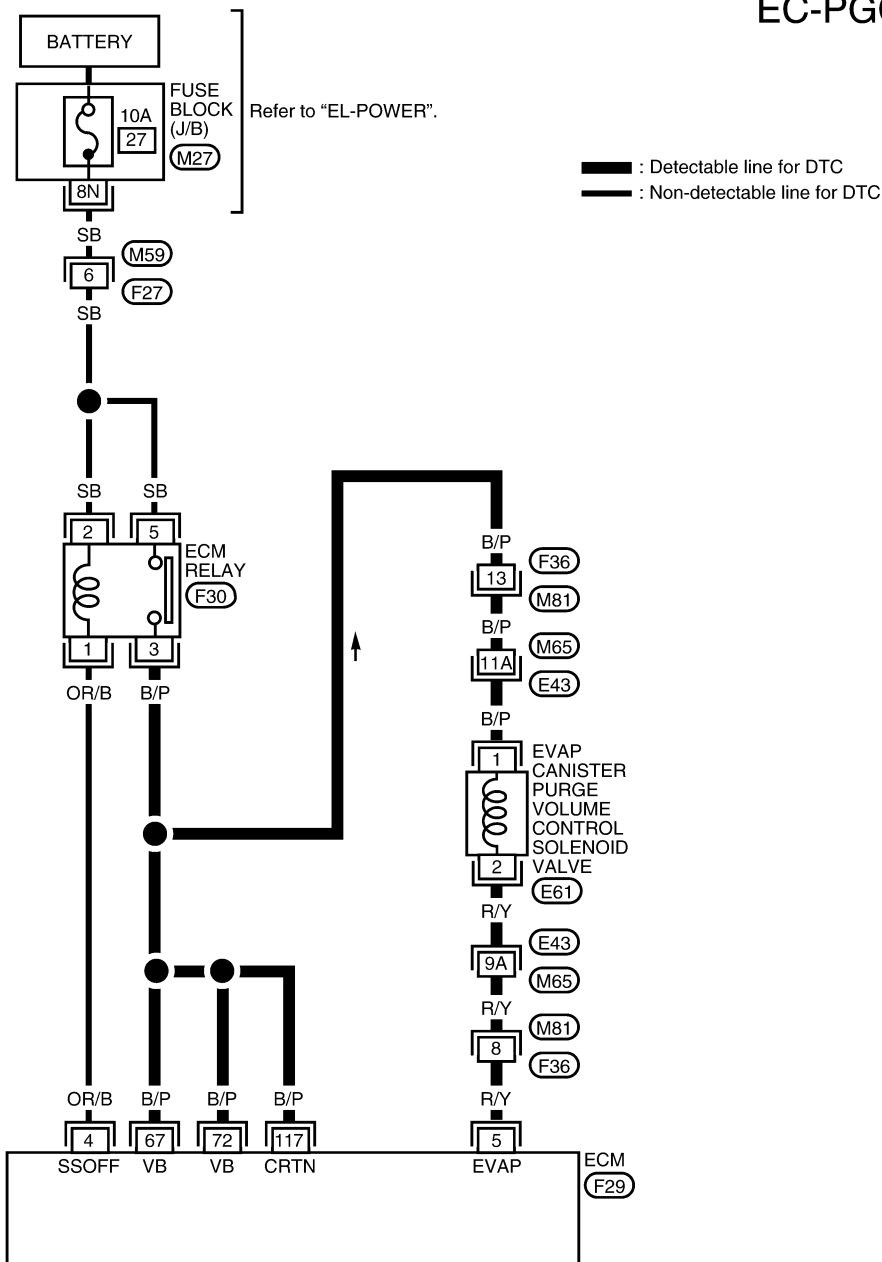 EC-PG
BATTERY
FUSE
BLOCK
(J/B)
10A
27
M27
Refer to “EL-POWER”.
: Detectable line for DTC
: Non-detectable line for DTC
8N
SB
M59
6
F27
SB
SB
SB
2
5
ECM
RELAY
F30
1
3
OR/B
B/P
B/P
13
F36
M81
B/P
11A
M65
E43
B/P
1
EVAP
CANISTER
PURGE
VOLUME
CONTROL
SOLENOID
VALVE
2
E61
R/Y
E43
9A
M65
R/Y
M81
8
F36
OR/B
B/P
B/P
B/P
R/Y
4
67
72
117
5
SSOFF
VB
VB
CRTN
EVAP
ECM
F29